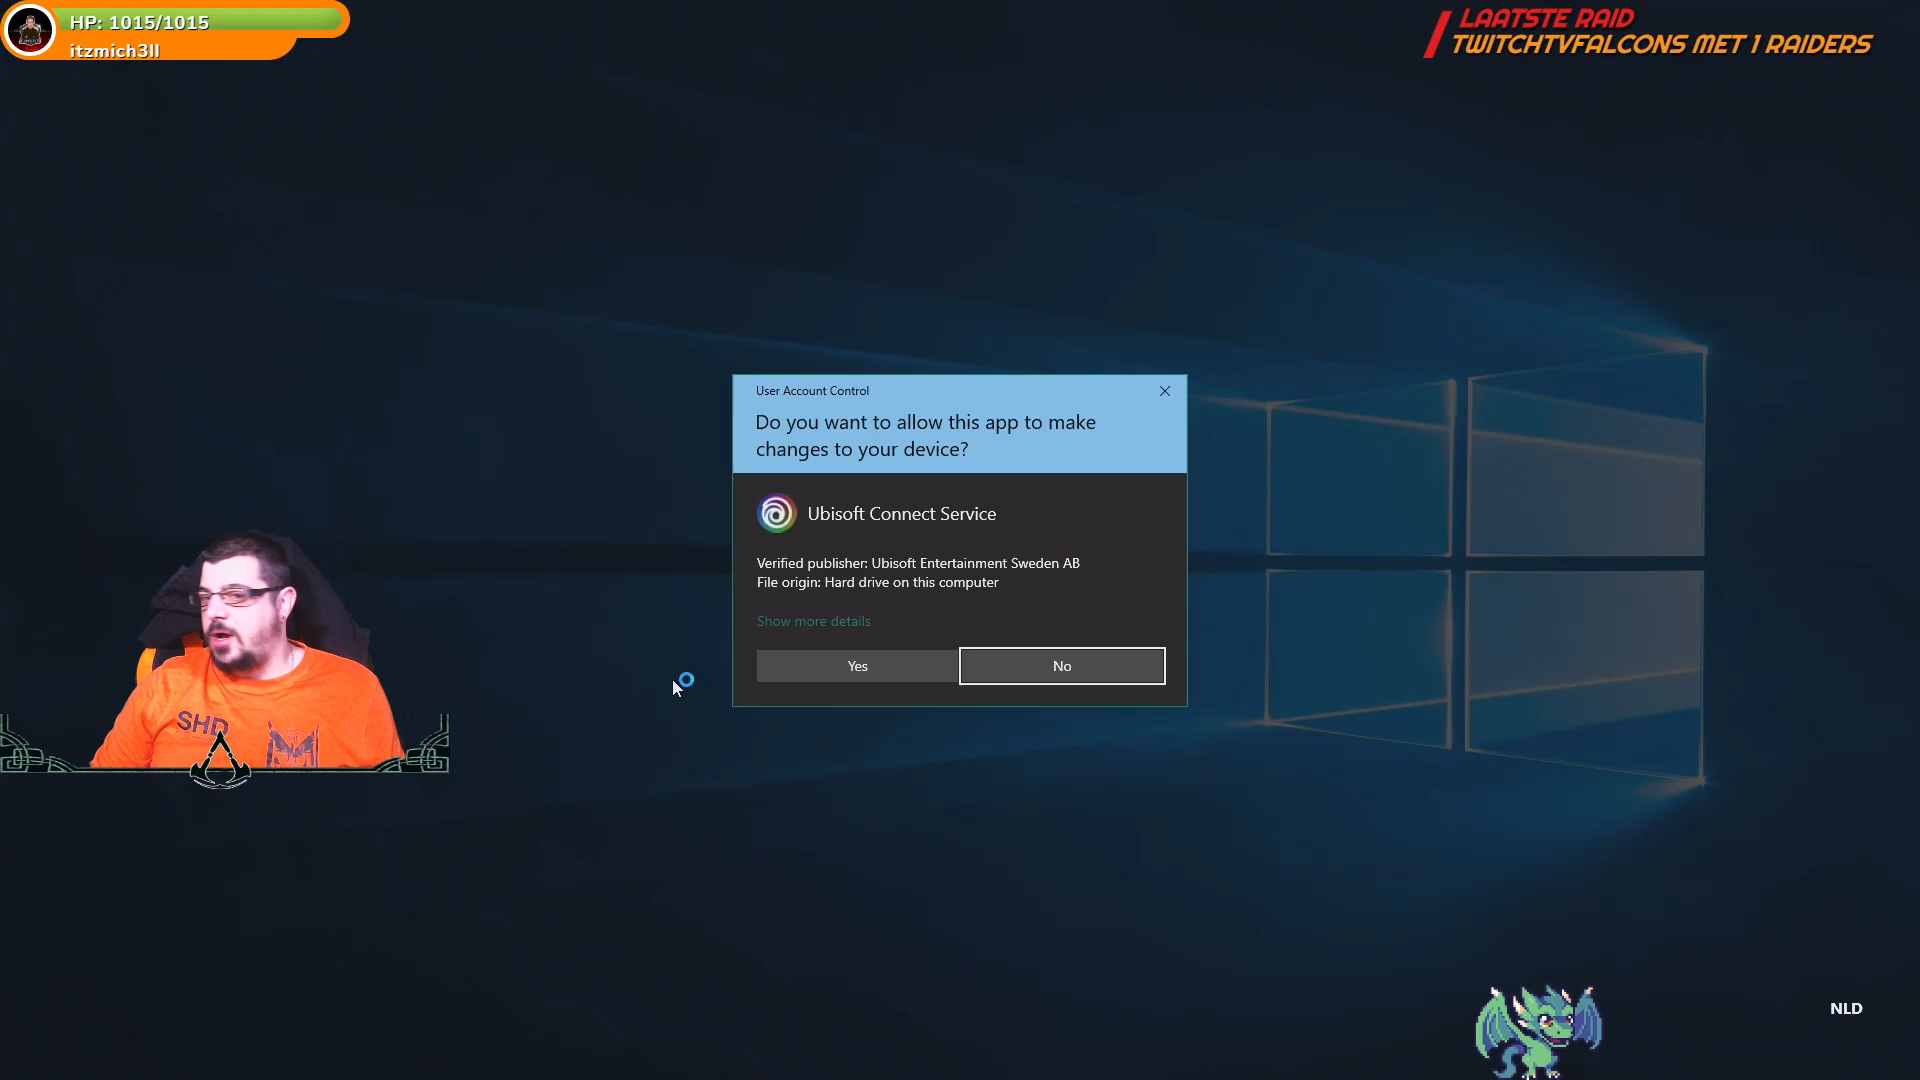 HP: 1015/1015
itzmich3ll
LAATSTE RAID
TWITCHTVFALCONS MET 1 RAIDERS
User Account Control
Do you want to allow this app to make
changes to your device?
Ubisoft Connect Service
Verified publisher: Ubisoft Entertainment Sweden AB
File origin: Hard drive on this computer
Show more details
Yes
No
SHD
NLD